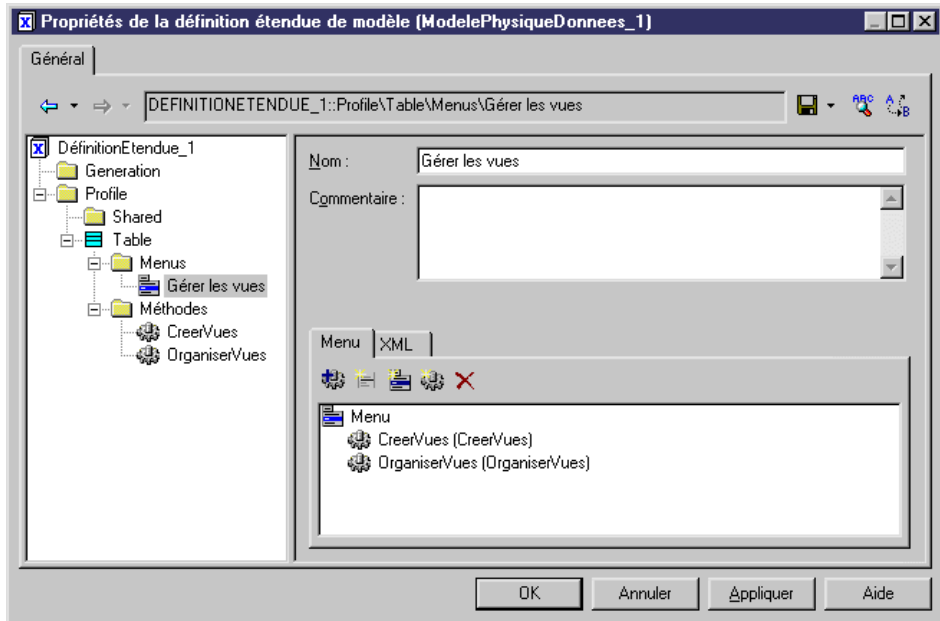 Propriétés de la définition étendue de modèle (ModelePhysiqueDonnees_1)
Général
DEFINITIONETENDUE_1::Profile\Table\Menus\Gérer les vues
DéfinitionEtendue_1
Generation
Profile
Shared
Table
Menus
Gérer les vues
Méthodes
CreerVues
OrganiserVues
Nom :
Gérer les vues
Commentaire :
Menu
XML
Menu
CreerVues (CreerVues)
OrganiserVues (OrganiserVues)
OK
Annuler
Appliquer
Aide